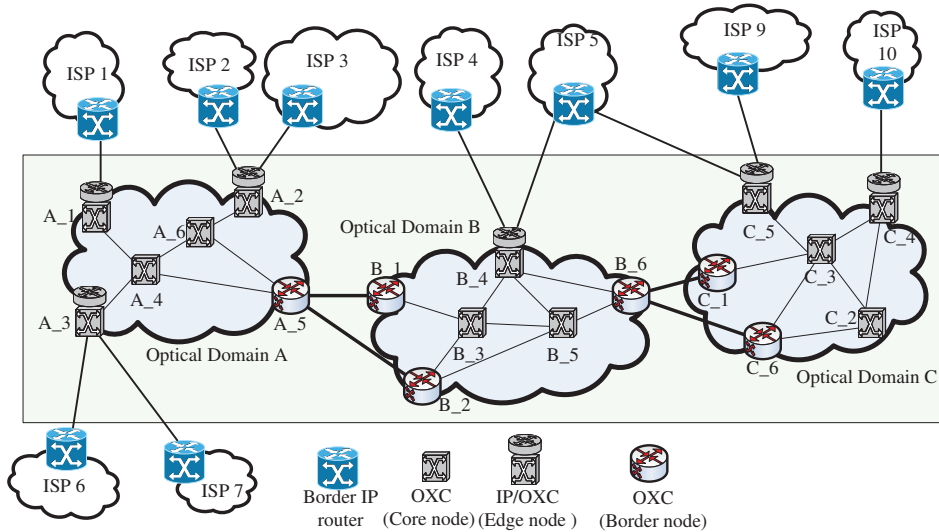 ISP 1
ISP 2
ISP 3
ISP 4
ISP 5
ISP 9
ISP
10
A_1
A_2
A_6
A_4
A_3
A_5
Optical Domain A
Optical Domain B
B_1
B_4
B_6
B_3
B_5
B_2
C_5
C_4
C_3
C_1
C_2
C_6
Optical Domain C
ISP 6
ISP 7
Border IP
router
OXC
(Core node)
IP/OXC
(Edge node )
OXC
(Border node)